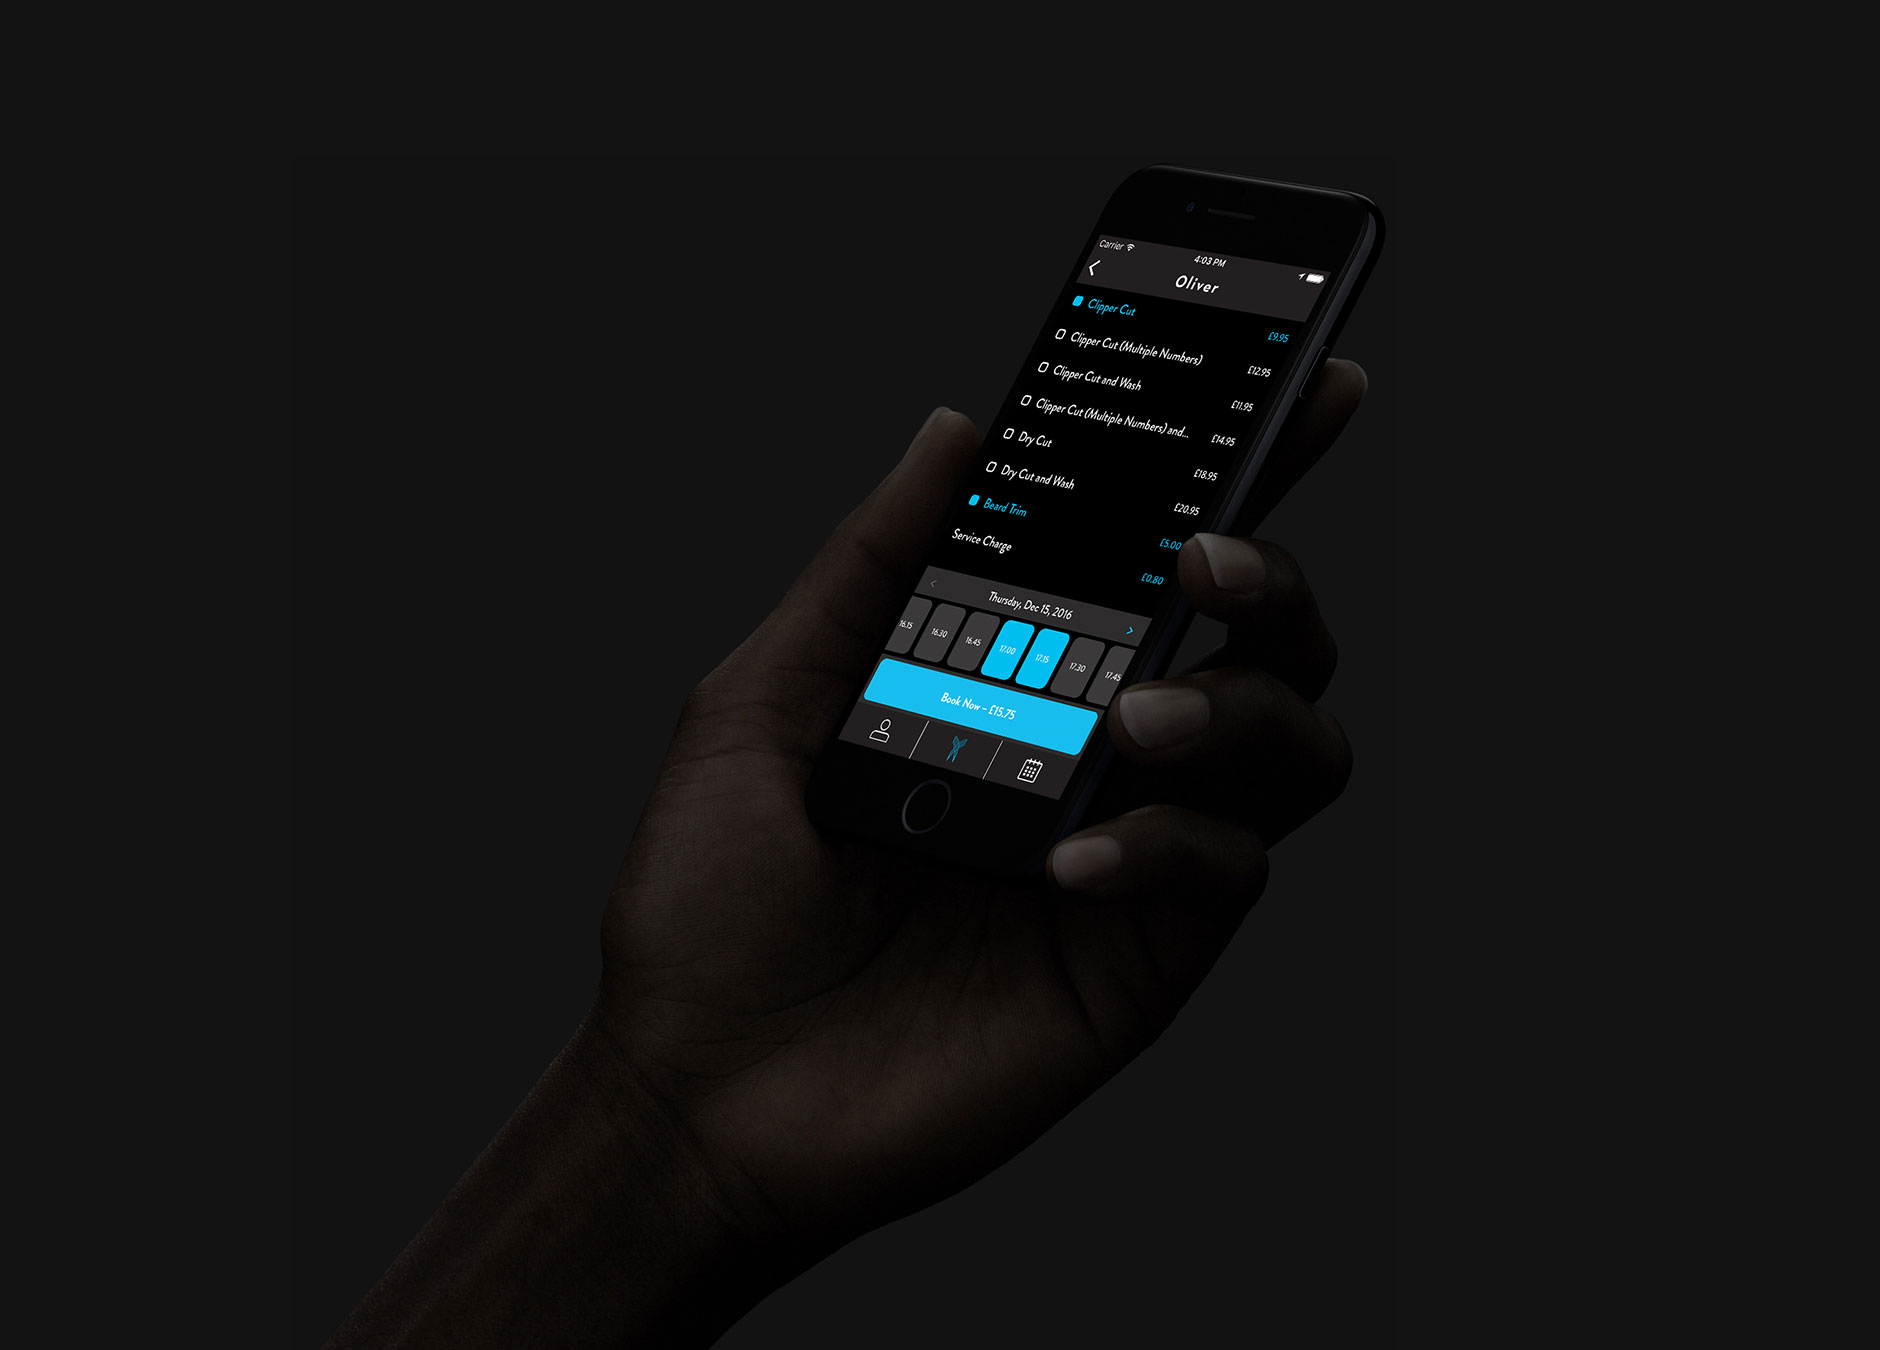 Carrier
4:03 PM
Oliver
Clipper Cut £9.95
Clipper Cut (Multiple Numbers) £12.95
Clipper Cut and Wash £11.95
Clipper Cut (Multiple Numbers) and... £14.95
Dry Cut £18.95
Dry Cut and Wash £20.95
Beard Trim £5.00
Service Charge £0.80
Thursday, Dec 15, 2016
16.15 16.30 16.45 17.00 17.15 17.30 17.45
Book Now – £15.75